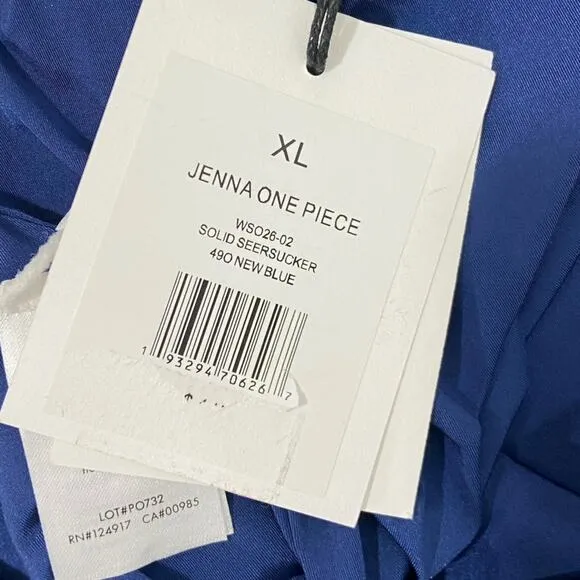 XL
JENNA ONE PIECE
WSO26-02
SOLID SEERSUCKER
490 NEW BLUE
1 93294 70626 7
LOT#PO732
RN#124917 CA#00985